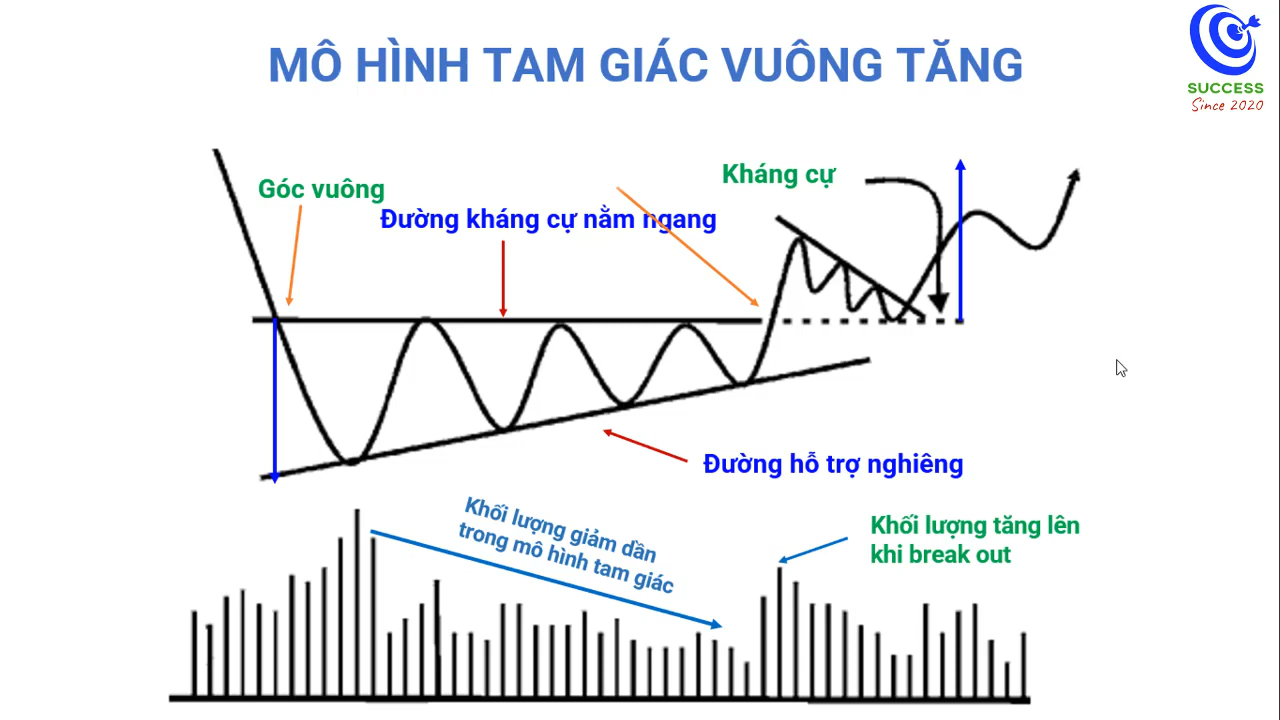 MÔ HÌNH TAM GIÁC VUÔNG TĂNG
SUCCESS
Since 2020
Góc vuông
Kháng cự
Đường kháng cự nằm ngang
Đường hỗ trợ nghiêng
Khối lượng giảm dần
trong mô hình tam giác
Khối lượng tăng lên
khi break out